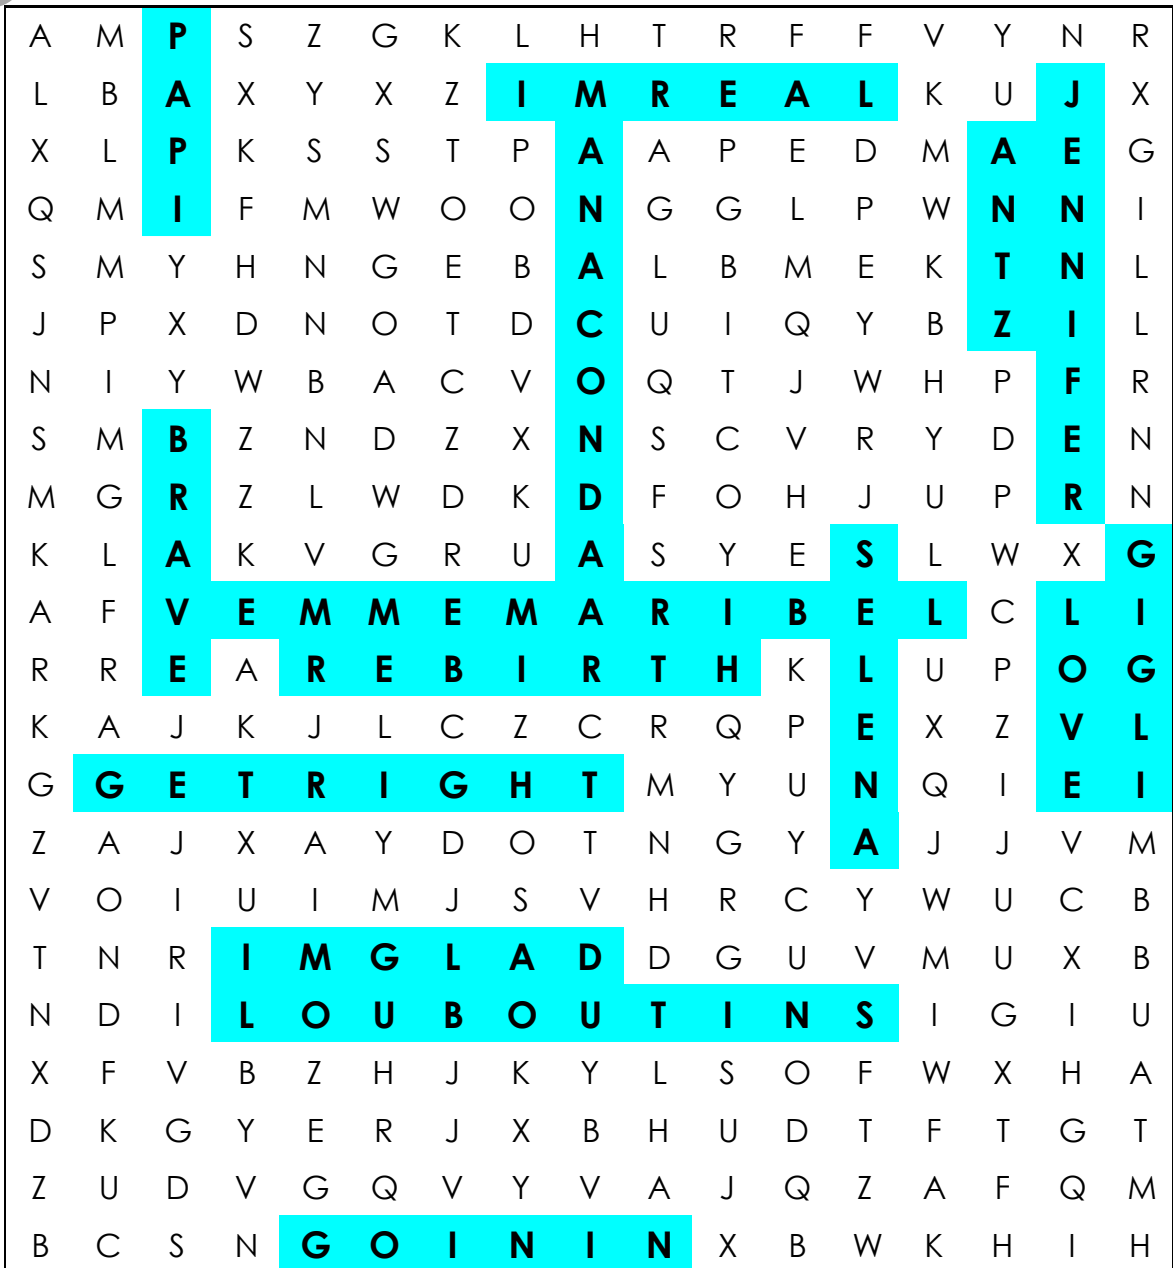 A M P S Z G K L H T R F F V Y N R
L B A X Y X Z I M R E A L K U J X
X L P K S S T P A A P E D M A E G
Q M I F M W O O N G G L P W N N I
S M Y H N G E B A L B M E K T N L
J P X D N O T D C U I Q Y B Z I L
N I Y W B A C V O Q T J W H P F R
S M B Z N D Z X N S C V R Y D E N
M G R Z L W D K D F O H J U P R N
K L A K V G R U A S Y E S L W X G
A F V E M M E M A R I B E L C L I
R R E A R E B I R T H K L U P O G
K A J K J L C Z C R Q P E X Z V L
G G E T R I G H T M Y U N Q I E I
Z A J X A Y D O T N G Y A J J V M
V O I U I M J S V H R C Y W U C B
T N R I M G L A D D G U V M U X B
N D I L O U B O U T I N S I G I U
X F V B Z H J K Y L S O F W X H A
D K G Y E R J X B H U D T F T G T
Z U D V G Q V Y V A J Q Z A F Q M
B C S N G O I N I N X B W K H I H